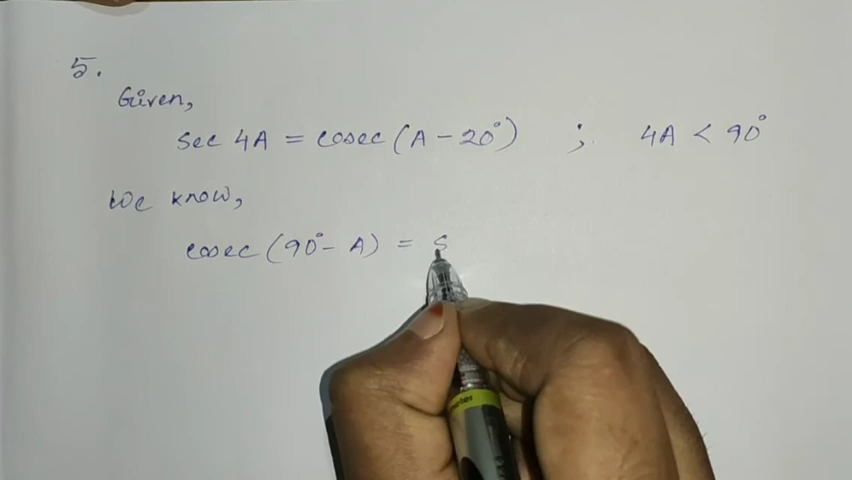 5.
Given,
sec 4A = cosec (A - 20°) ; 4A < 90°
We know,
cosec (90° - A) = s